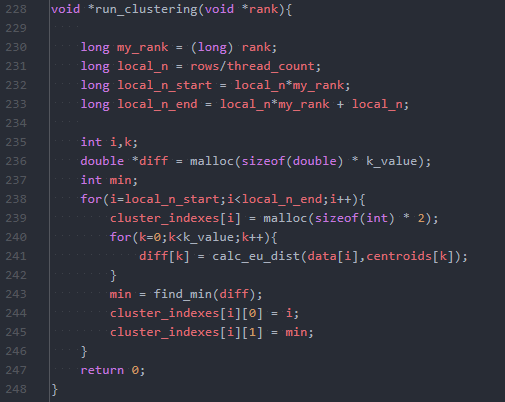 228 void *run_clustering(void *rank){
229
230     long my_rank = (long) rank;
231     long local_n = rows/thread_count;
232     long local_n_start = local_n*my_rank;
233     long local_n_end = local_n*my_rank + local_n;
234
235     int i,k;
236     double *diff = malloc(sizeof(double) * k_value);
237     int min;
238     for(i=local_n_start;i<local_n_end;i++){
239         cluster_indexes[i] = malloc(sizeof(int) * 2);
240         for(k=0;k<k_value;k++){
241             diff[k] = calc_eu_dist(data[i],centroids[k]);
242         }
243         min = find_min(diff);
244         cluster_indexes[i][0] = i;
245         cluster_indexes[i][1] = min;
246     }
247     return 0;
248 }